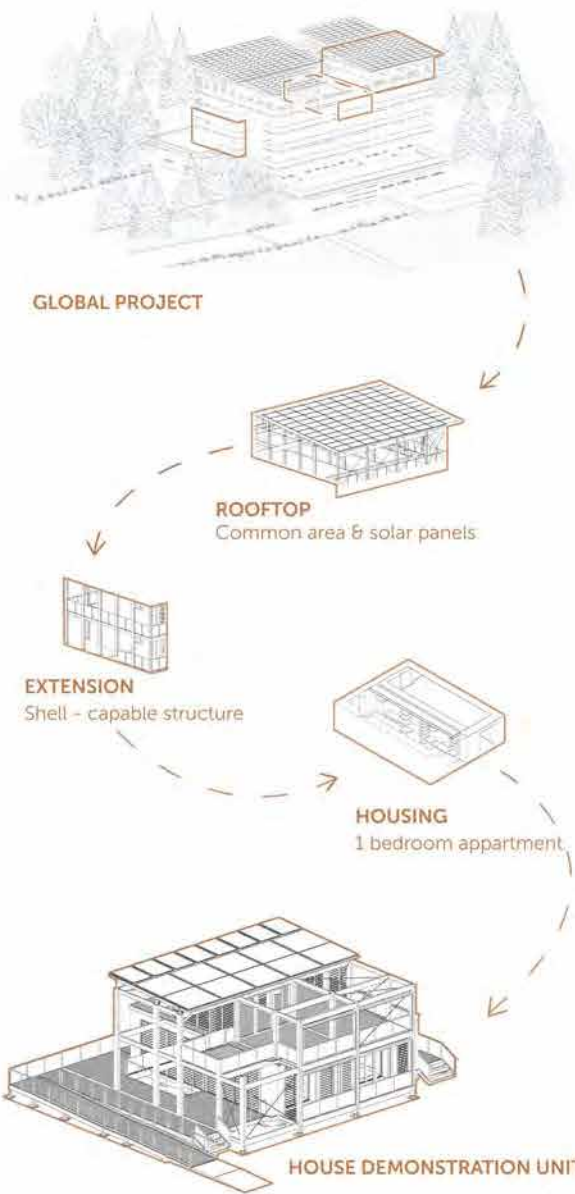 GLOBAL PROJECT
ROOFTOP
Common area & solar panels
EXTENSION
Shell - capable structure
HOUSING
1 bedroom appartment
HOUSE DEMONSTRATION UNIT